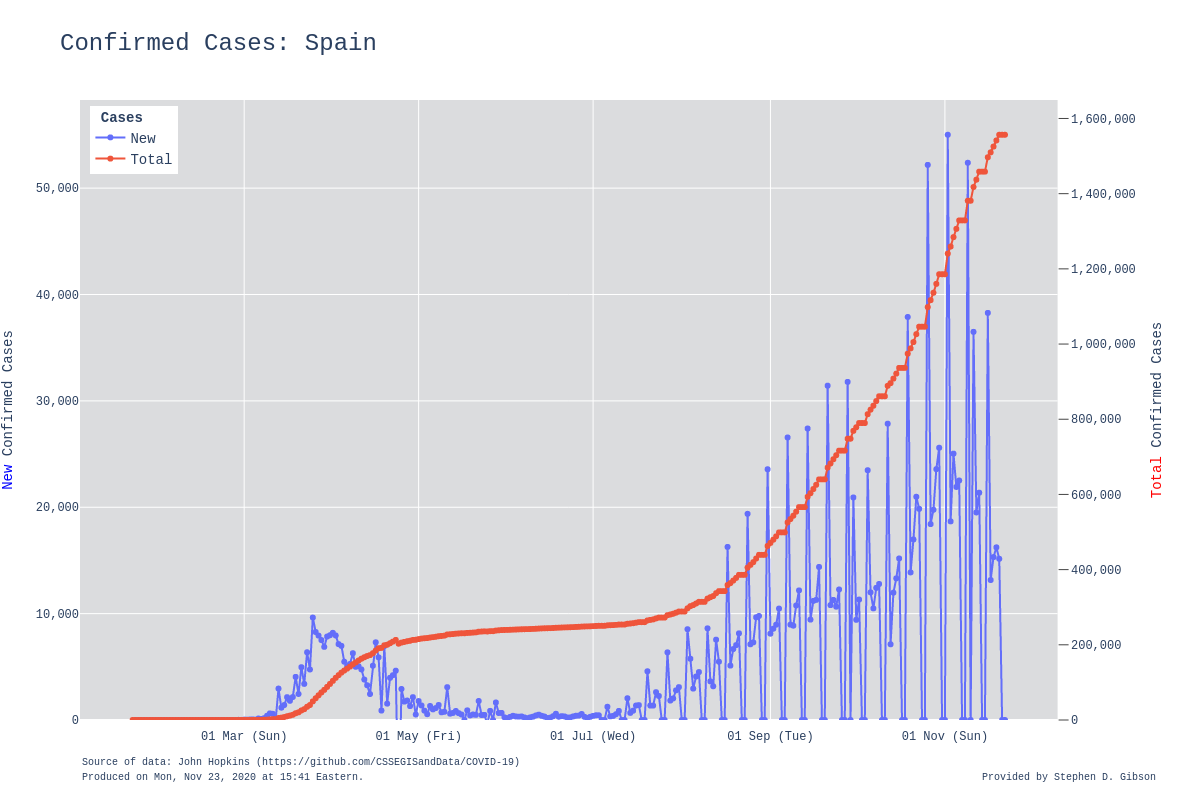 Confirmed Cases: Spain
Cases
New
Total
50,000
40,000
30,000
20,000
10,000
0
New Confirmed Cases
1,600,000
1,400,000
1,200,000
1,000,000
800,000
600,000
400,000
200,000
0
Total Confirmed Cases
01 Mar (Sun)
01 May (Fri)
01 Jul (Wed)
01 Sep (Tue)
01 Nov (Sun)
Source of data: John Hopkins (https://github.com/CSSEGISandData/COVID-19)
Produced on Mon, Nov 23, 2020 at 15:41 Eastern.
Provided by Stephen D. Gibson